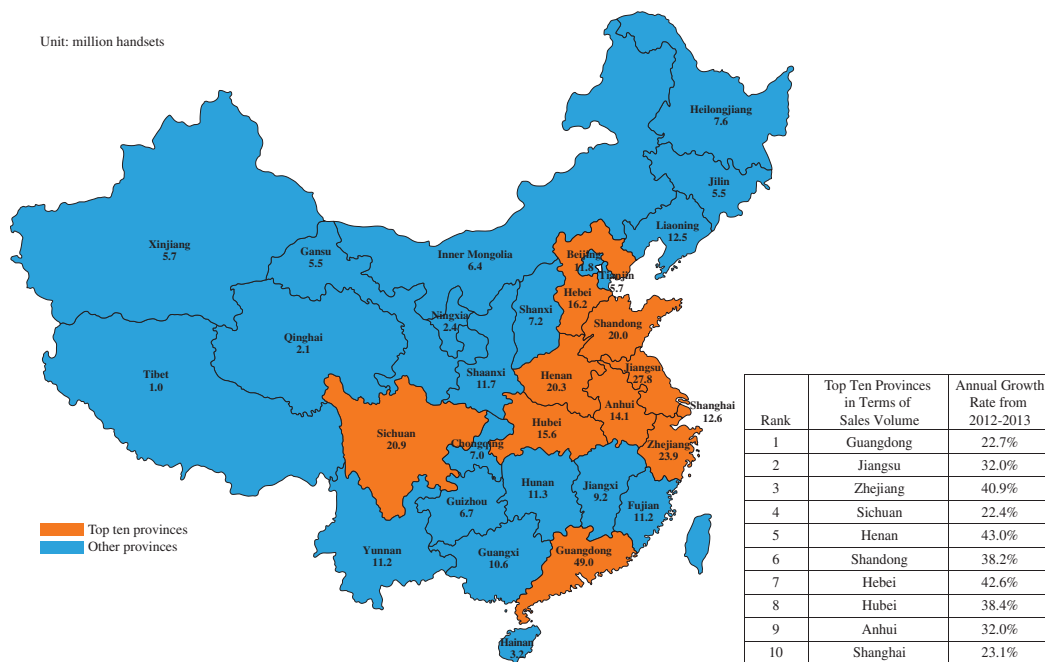 Unit: million handsets
Heilongjiang
7.6
Jilin
5.5
Liaoning
12.5
Xinjiang
5.7
Gansu
5.5
Inner Mongolia
6.4
Beijing
11.8
Tianjin
5.7
Hebei
16.2
Shanxi
7.2
Ningxia
2.4
Shandong
20.0
Qinghai
2.1
Tibet
1.0
Shaanxi
11.7
Henan
20.3
Jiangsu
27.8
Anhui
14.1
Shanghai
12.6
Hubei
15.6
Sichuan
20.9
Chongqing
7.0
Zhejiang
23.9
Hunan
11.3
Jiangxi
9.2
Guizhou
6.7
Fujian
11.2
Yunnan
11.2
Guangxi
10.6
Guangdong
49.0
Hainan
3.2
Top ten provinces
Other provinces
Top Ten Provinces Annual Growth
in Terms of Rate from
Rank Sales Volume 2012-2013
1 Guangdong 22.7%
2 Jiangsu 32.0%
3 Zhejiang 40.9%
4 Sichuan 22.4%
5 Henan 43.0%
6 Shandong 38.2%
7 Hebei 42.6%
8 Hubei 38.4%
9 Anhui 32.0%
10 Shanghai 23.1%